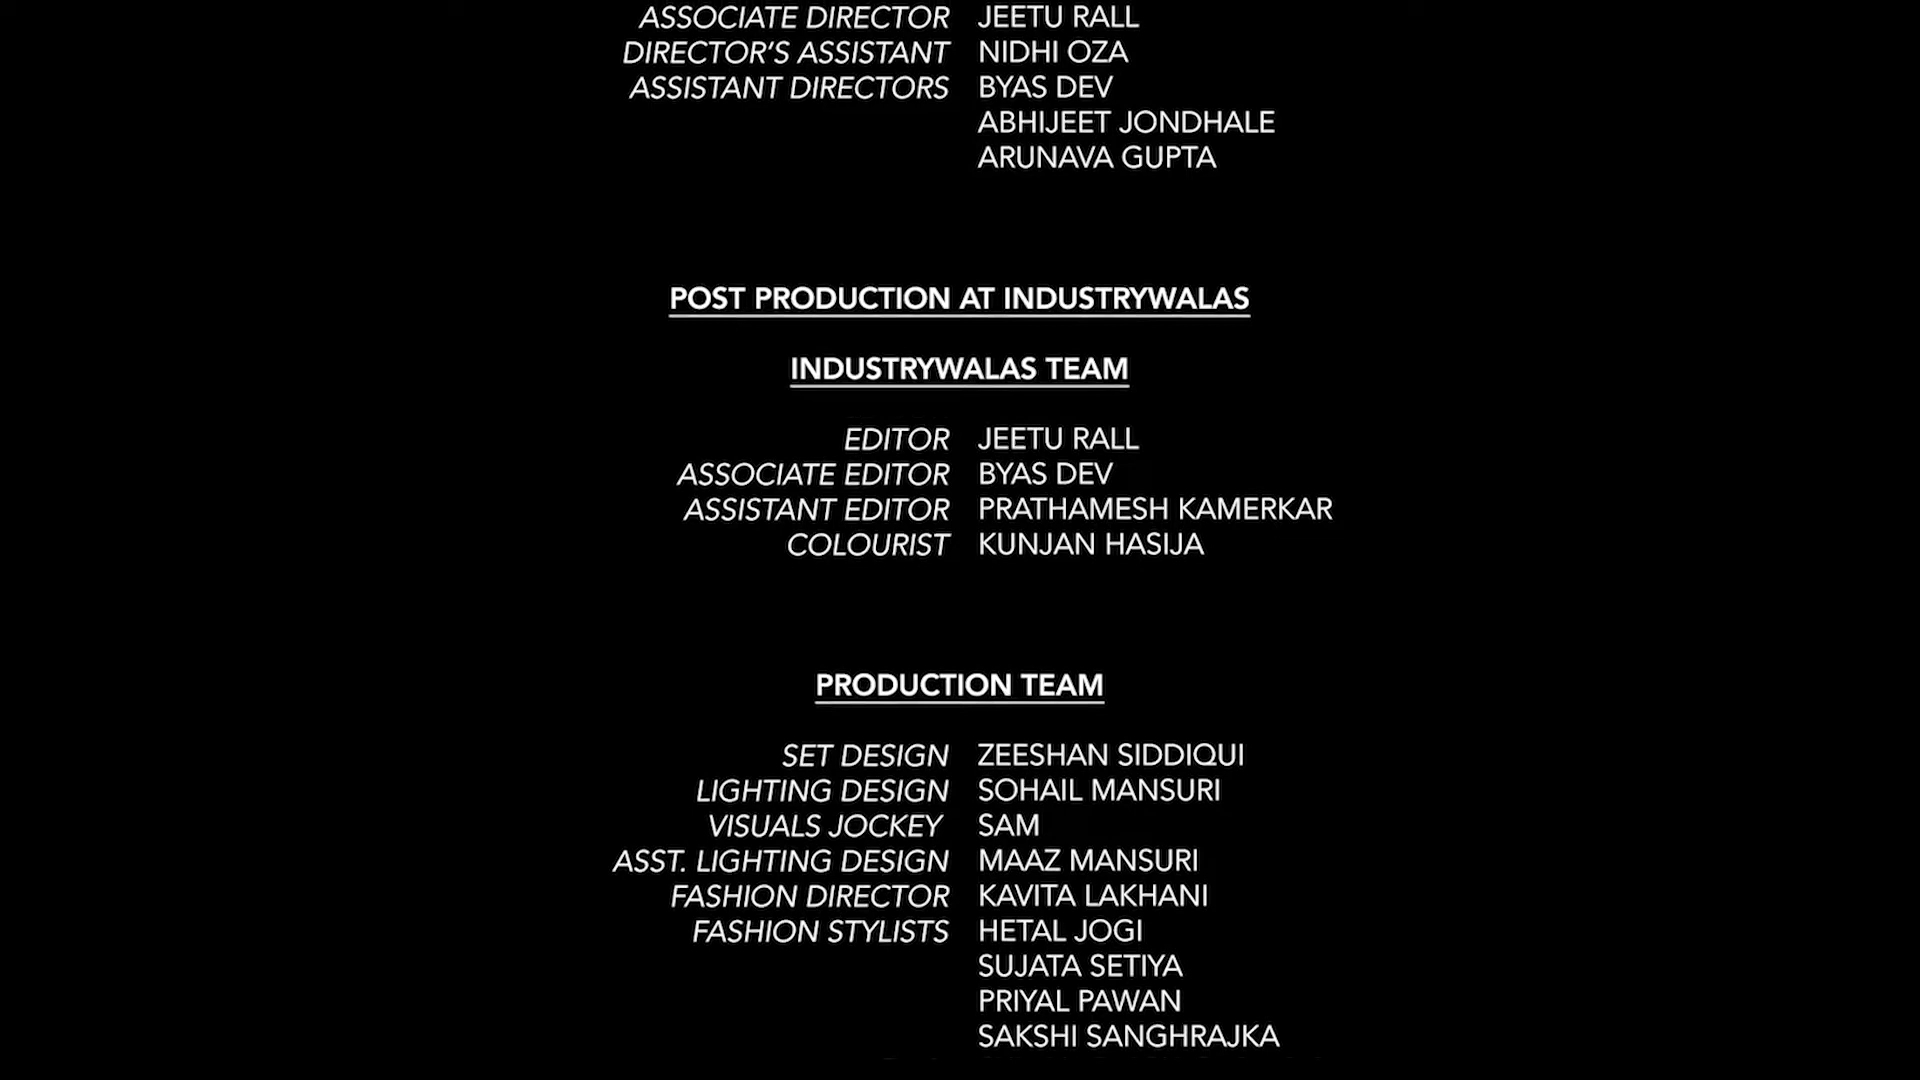 ASSOCIATE DIRECTOR JEETU RALL
DIRECTOR'S ASSISTANT NIDHI OZA
ASSISTANT DIRECTORS BYAS DEV
ABHIJEET JONDHALE
ARUNAVA GUPTA
POST PRODUCTION AT INDUSTRYWALAS
INDUSTRYWALAS TEAM
EDITOR JEETU RALL
ASSOCIATE EDITOR BYAS DEV
ASSISTANT EDITOR PRATHAMESH KAMERKAR
COLOURIST KUNJAN HASIJA
PRODUCTION TEAM
SET DESIGN ZEESHAN SIDDIQUI
LIGHTING DESIGN SOHAIL MANSURI
VISUALS JOCKEY SAM
ASST. LIGHTING DESIGN MAAZ MANSURI
FASHION DIRECTOR KAVITA LAKHANI
FASHION STYLISTS HETAL JOGI
SUJATA SETIYA
PRIYAL PAWAN
SAKSHI SANGHRAJKA